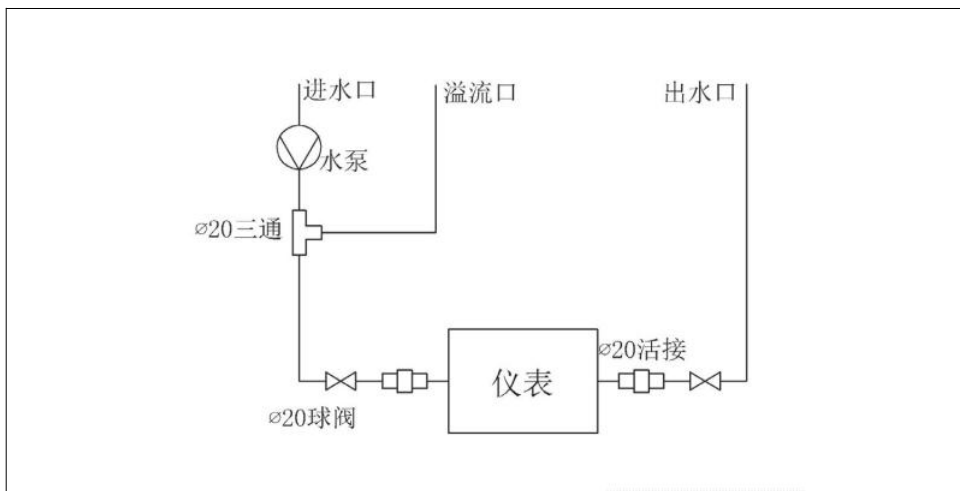 进水口
溢流口
出水口
水泵
⌀20三通
⌀20活接
仪表
⌀20球阀